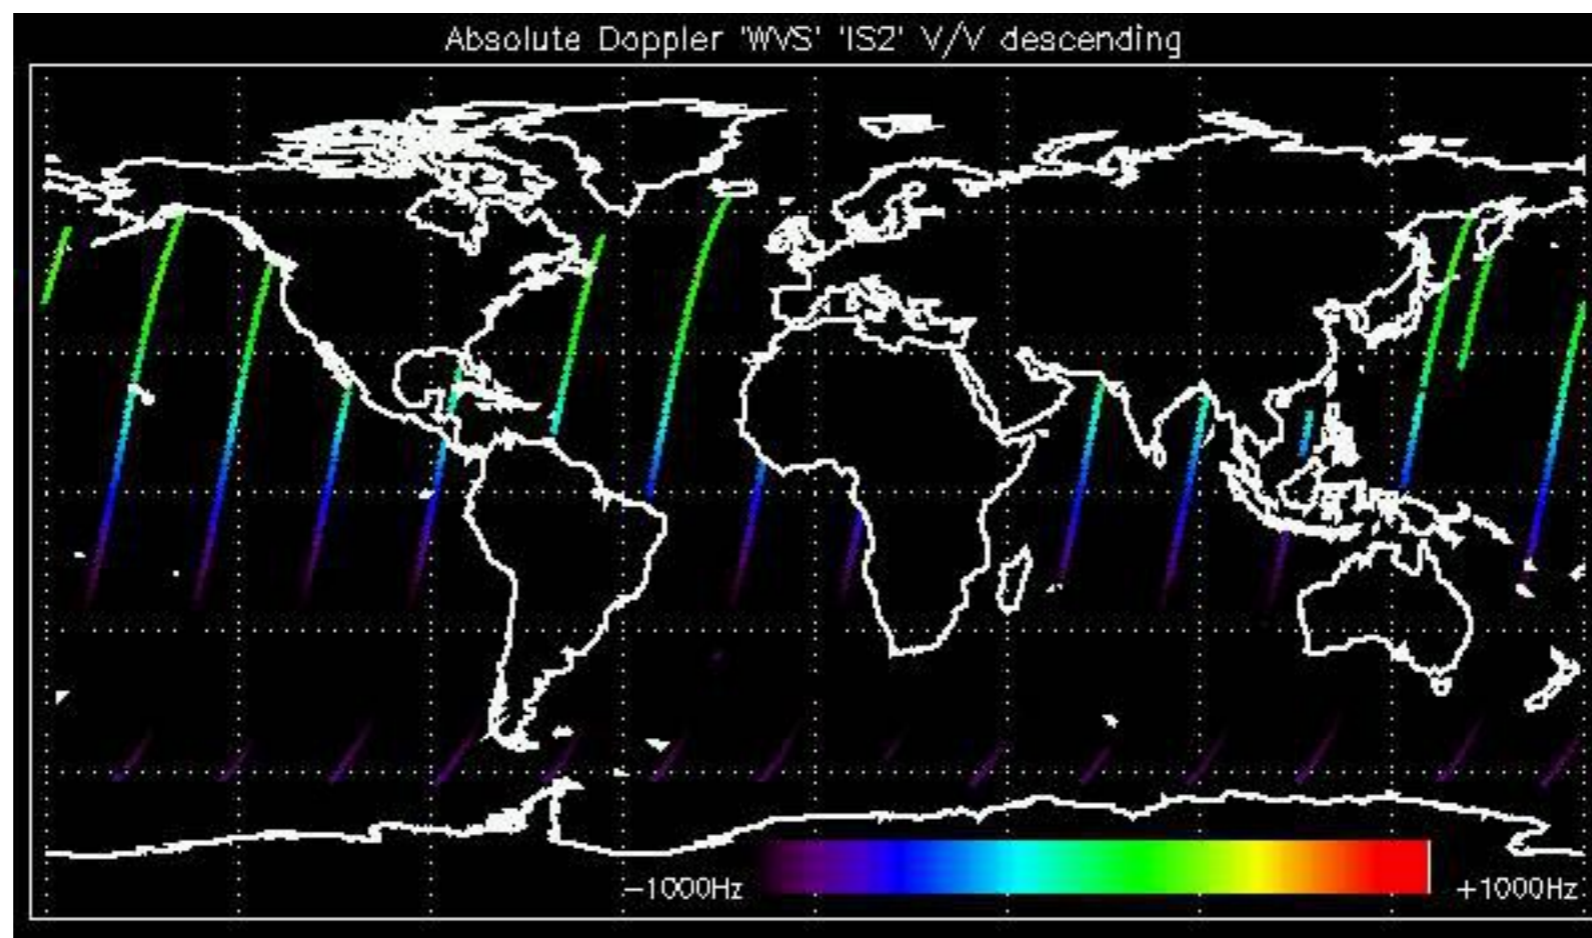 Absolute Doppler 'WVS' 'IS2' V/V descending
−1000Hz +1000Hz